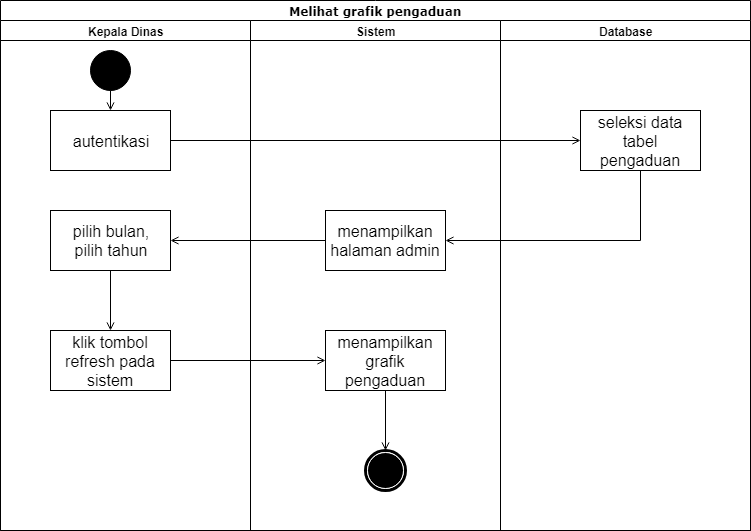 Melihat grafik pengaduan
Kepala Dinas
Sistem
Database
autentikasi
seleksi data
tabel
pengaduan
menampilkan
halaman admin
pilih bulan,
pilih tahun
klik tombol
refresh pada
sistem
menampilkan
grafik
pengaduan